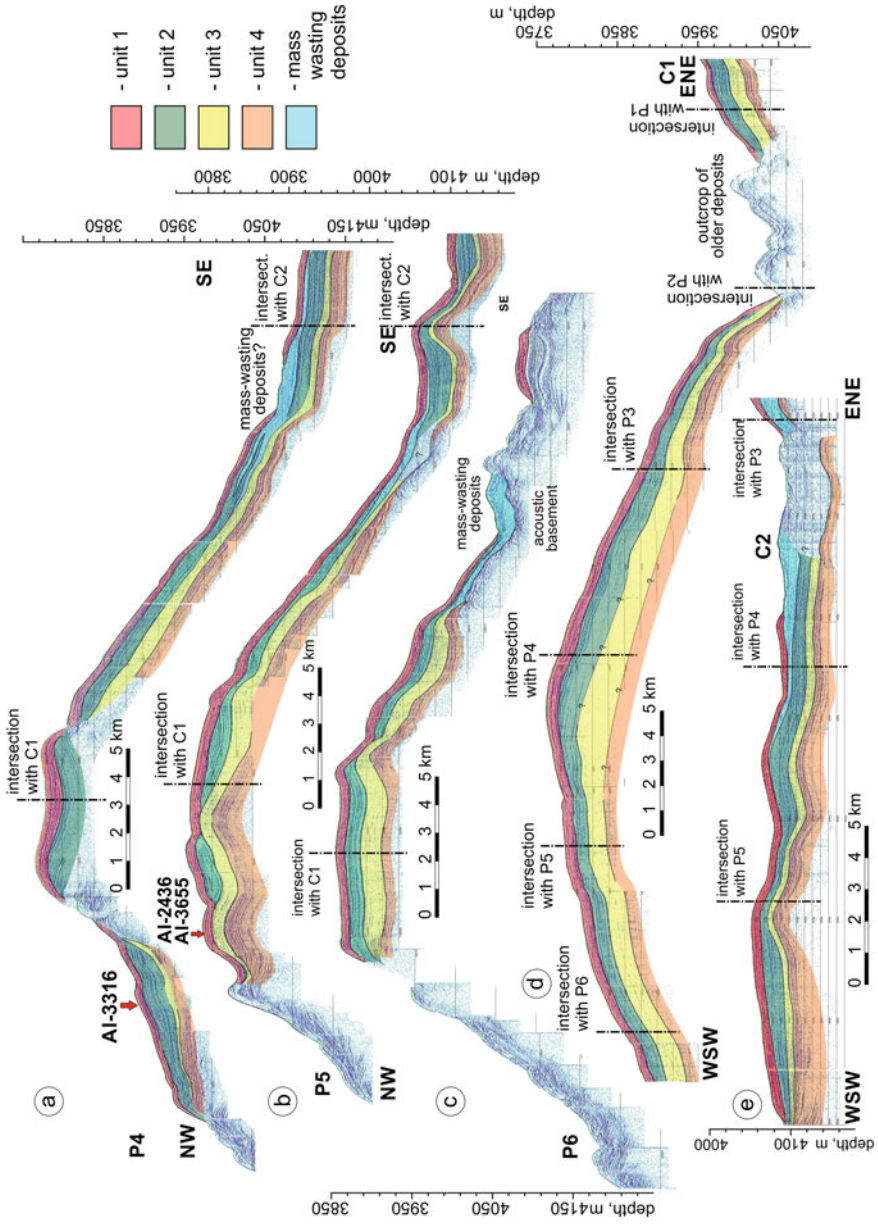 - unit 1
- unit 2
- unit 3
- unit 4
- mass
wasting
deposits
a
P4
NW
AI-3316
intersection
with C1
mass-wasting
deposits?
intersect.
with C2
SE
depth, m
3850
3950
4050
4150
0 1 2 3 4 5 km
b
P5
NW
AI-2436
AI-3655
intersection
with C1
?
intersect.
with C2
SE
depth, m
3800
3900
4000
4100
0 1 2 3 4 5 km
c
P6
depth, m
3850
3950
4050
4150
intersection
with C1
mass-wasting
deposits
acoustic
basement
SE
0 1 2 3 4 5 km
d
WSW
intersection
with P6
intersection
with P5
intersection
with P4
intersection
with P3
intersection
with P2
outcrop of
older deposits
intersection
with P1
C1
ENE
depth, m
3750
3850
3950
4050
? ? ? ? ?
0 1 2 3 4 5 km
e
WSW
depth, m
4000
4100
intersection
with P5
intersection
with P4
C2
?
intersection
with P3
ENE
0 1 2 3 4 5 km